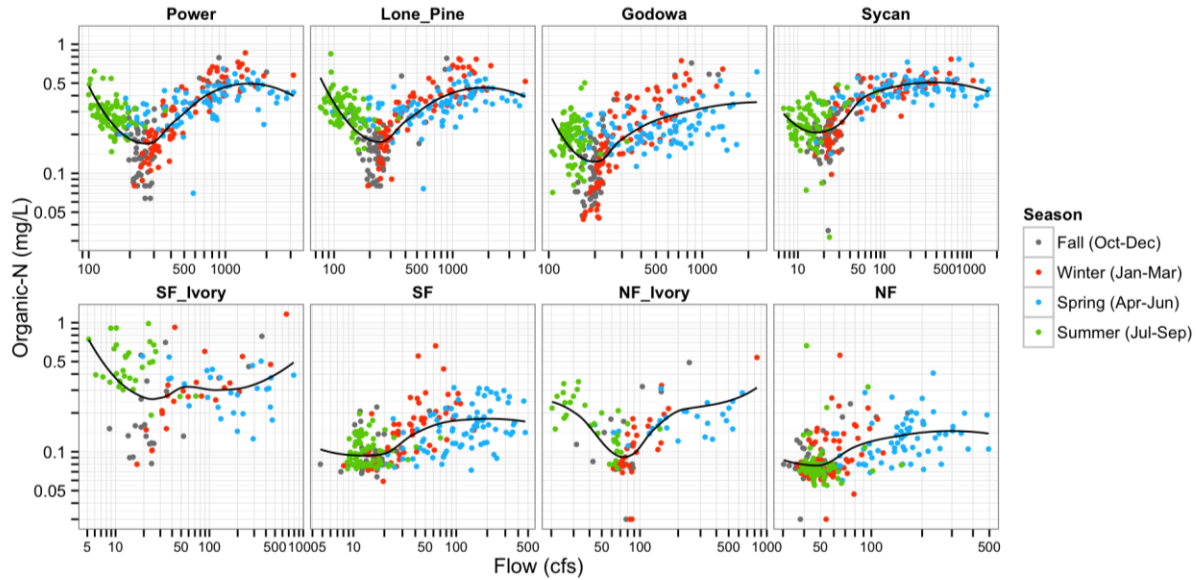 Power Lone_Pine Godowa Sycan
1
0.5
0.1
0.05
100 500 1000 100 500 1000 100 500 1000 10 50 100 5001000
SF_Ivory SF NF_Ivory NF
1
0.5
0.1
0.05
5 10 50 100 5001000 5 10 50 100 500 50 100 500 1000 50 100 500
Organic-N (mg/L)
Flow (cfs)
Season
Fall (Oct-Dec)
Winter (Jan-Mar)
Spring (Apr-Jun)
Summer (Jul-Sep)